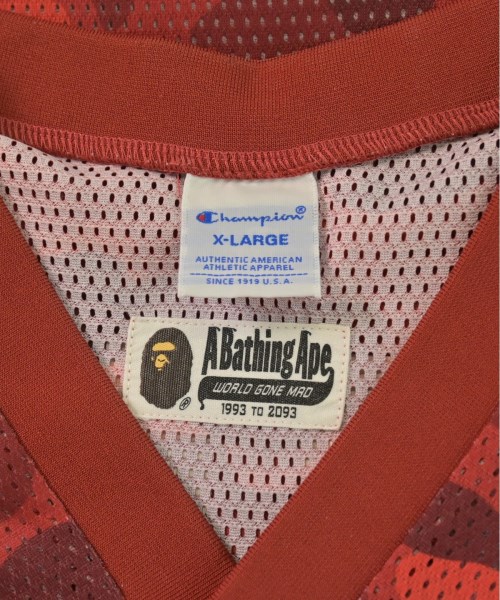 Champion®
X-LARGE
AUTHENTIC AMERICAN
ATHLETIC APPAREL
SINCE 1919 U.S.A.
A Bathing Ape
WORLD GONE MAD
®
1993 TO 2093